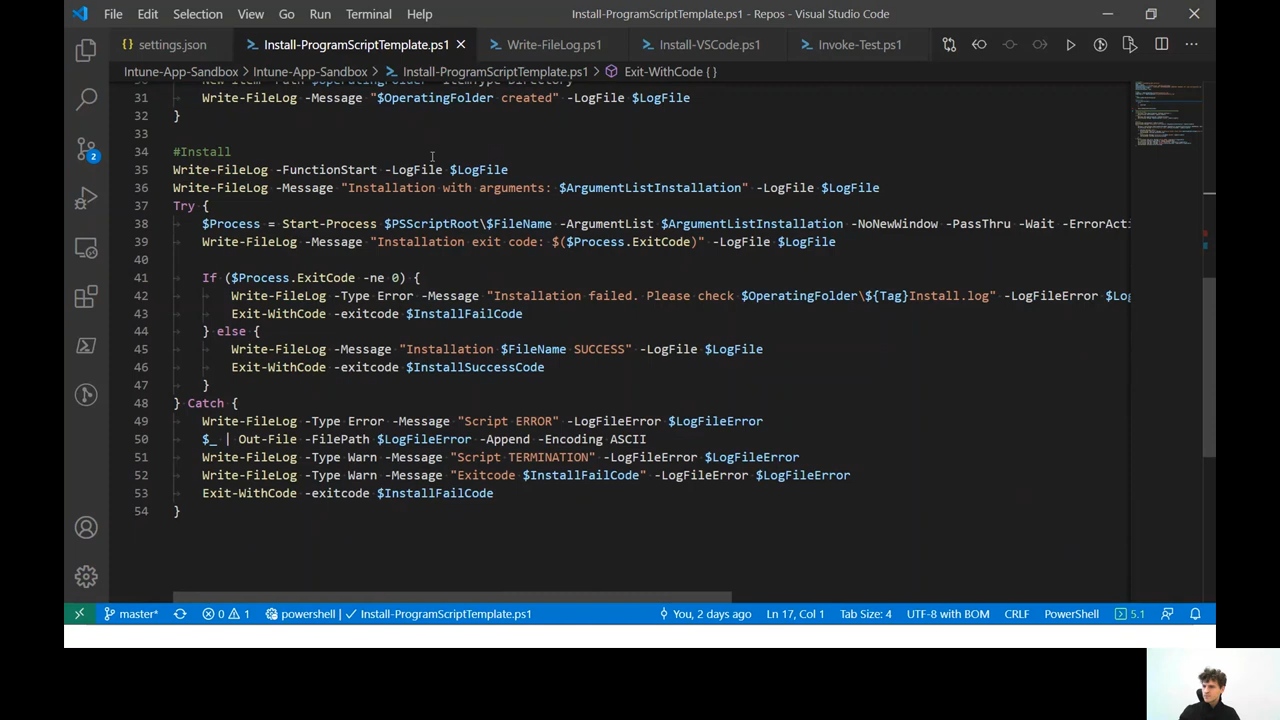 File Edit Selection View Go Run Terminal Help Install-ProgramScriptTemplate.ps1 - Repos - Visual Studio Code
settings.json Install-ProgramScriptTemplate.ps1 Write-FileLog.ps1 Install-VSCode.ps1 Invoke-Test.ps1
Intune-App-Sandbox > Intune-App-Sandbox > Install-ProgramScriptTemplate.ps1 > Exit-WithCode { }
31 Write-FileLog -Message "$OperatingFolder created" -LogFile $LogFile
32 }
33
34 #Install
35 Write-FileLog -FunctionStart -LogFile $LogFile
36 Write-FileLog -Message "Installation with arguments: $ArgumentListInstallation" -LogFile $LogFile
37 Try {
38 $Process = Start-Process $PSScriptRoot\$FileName -ArgumentList $ArgumentListInstallation -NoNewWindow -PassThru -Wait -ErrorActi
39 Write-FileLog -Message "Installation exit code: $($Process.ExitCode)" -LogFile $LogFile
40
41 If ($Process.ExitCode -ne 0) {
42 Write-FileLog -Type Error -Message "Installation failed. Please check $OperatingFolder\${Tag}Install.log" -LogFileError $Log
43 Exit-WithCode -exitcode $InstallFailCode
44 } else {
45 Write-FileLog -Message "Installation $FileName SUCCESS" -LogFile $LogFile
46 Exit-WithCode -exitcode $InstallSuccessCode
47 }
48 } Catch {
49 Write-FileLog -Type Error -Message "Script ERROR" -LogFileError $LogFileError
50 $_ | Out-File -FilePath $LogFileError -Append -Encoding ASCII
51 Write-FileLog -Type Warn -Message "Script TERMINATION" -LogFileError $LogFileError
52 Write-FileLog -Type Warn -Message "Exitcode $InstallFailCode" -LogFileError $LogFileError
53 Exit-WithCode -exitcode $InstallFailCode
54 }
2
master* 0 1 powershell | Install-ProgramScriptTemplate.ps1 You, 2 days ago Ln 17, Col 1 Tab Size: 4 UTF-8 with BOM CRLF PowerShell 5.1